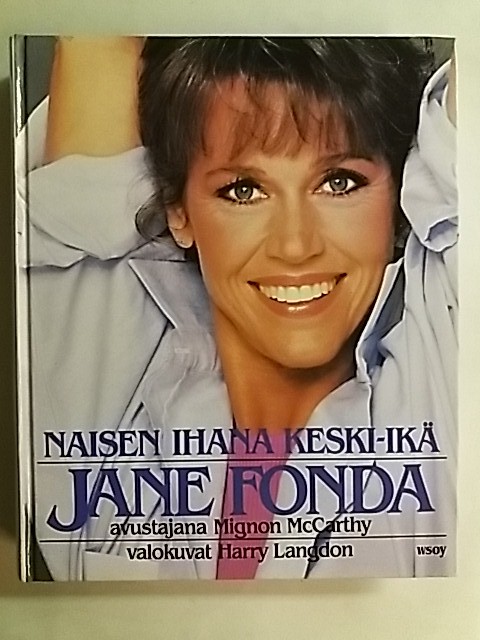 NAISEN IHANA KESKI-IKÄ
JANE FONDA
avustajana Mignon McCarthy
valokuvat Harry Langdon
wsoy